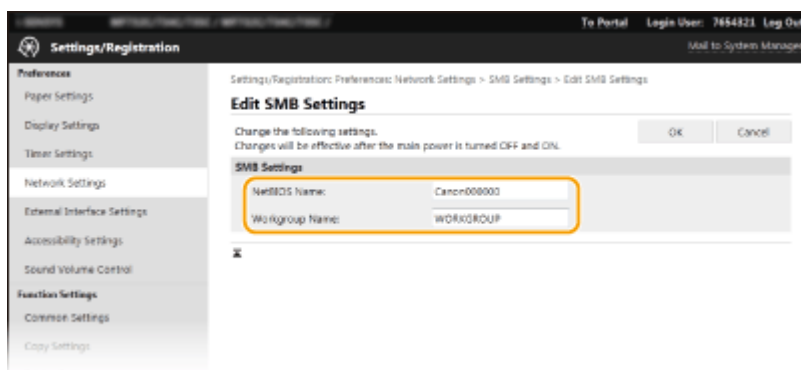 To Portal Login User: 7654321 Log Out
Settings/Registration
Mail to System Manager
Preferences
Paper Settings
Display Settings
Timer Settings
Network Settings
External Interface Settings
Accessibility Settings
Sound Volume Control
Function Settings
Common Settings
Copy Settings
Settings/Registration: Preferences: Network Settings > SMB Settings > Edit SMB Settings
Edit SMB Settings
Change the following settings.
Changes will be effective after the main power is turned OFF and ON.
OK Cancel
SMB Settings
NetBIOS Name: Canon000000
Workgroup Name: WORKGROUP